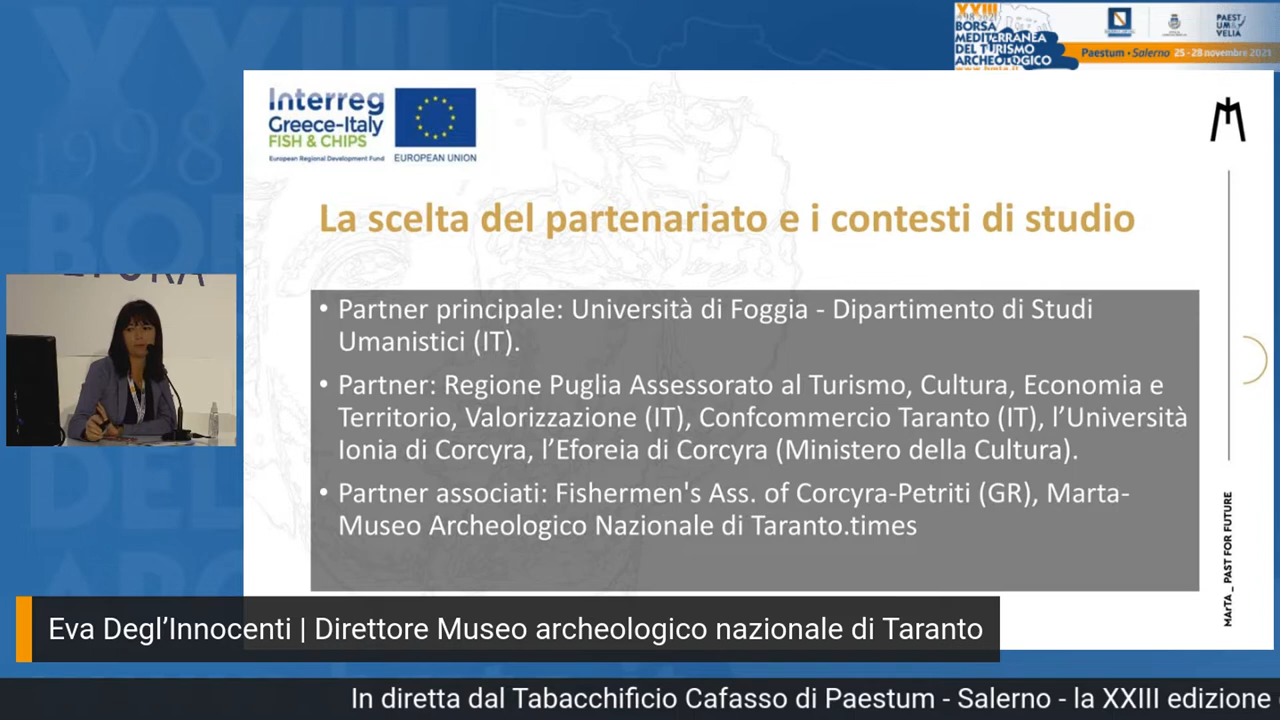 XXIII
BORSA
MEDITERRANEA
DEL TURISMO
ARCHEOLOGICO
PAEST
UM&
VELIA
Paestum • Salerno 25 - 28 novembre 2021
Interreg
Greece-Italy
FISH & CHIPS
European Regional Development Fund
EUROPEAN UNION
La scelta del partenariato e i contesti di studio
• Partner principale: Università di Foggia - Dipartimento di Studi
Umanistici (IT).
• Partner: Regione Puglia Assessorato al Turismo, Cultura, Economia e
Territorio, Valorizzazione (IT), Confcommercio Taranto (IT), l’Università
Ionia di Corcyra, l’Eforeia di Corcyra (Ministero della Cultura).
• Partner associati: Fishermen's Ass. of Corcyra-Petriti (GR), Marta-
Museo Archeologico Nazionale di Taranto.times
MArTA _ PAST FOR FUTURE
Eva Degl’Innocenti | Direttore Museo archeologico nazionale di Taranto
In diretta dal Tabacchificio Cafasso di Paestum - Salerno - la XXIII edizione